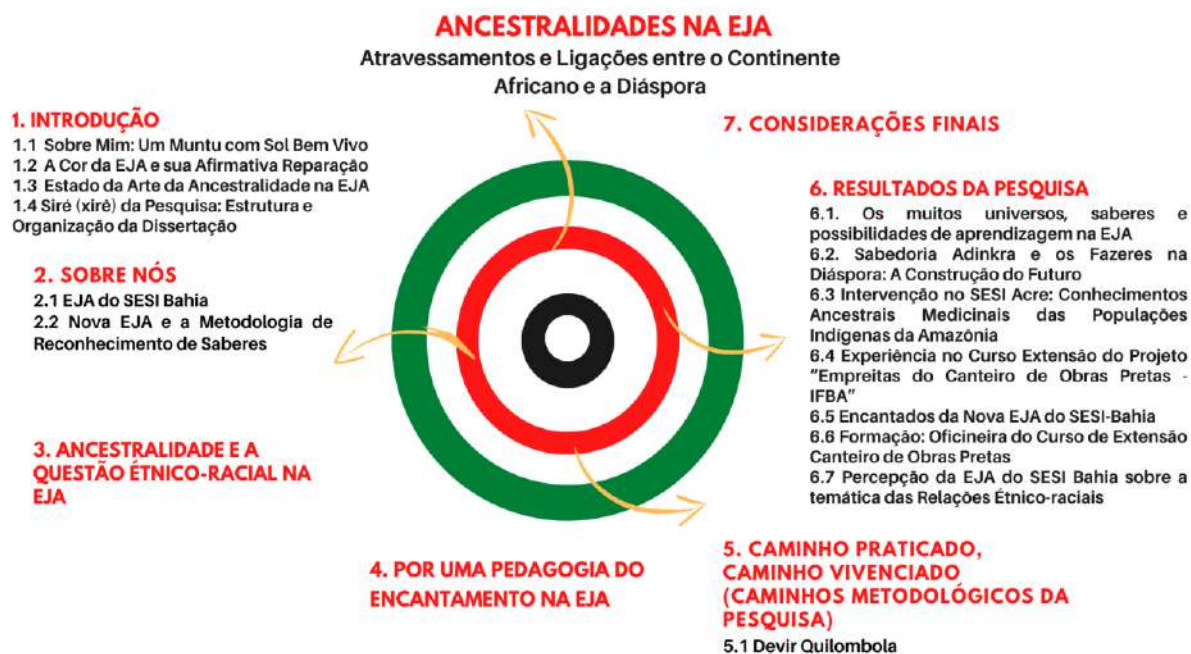 ANCESTRALIDADES NA EJA
Atravessamentos e Ligações entre o Continente
Africano e a Diáspora
1. INTRODUÇÃO
1.1 Sobre Mim: Um Muntu com Sol Bem Vivo
1.2 A Cor da EJA e sua Afirmativa Reparação
1.3 Estado da Arte da Ancestralidade na EJA
1.4 Siré (xirê) da Pesquisa: Estrutura e
Organização da Dissertação
2. SOBRE NÓS
2.1 EJA do SESI Bahia
2.2 Nova EJA e a Metodologia de
Reconhecimento de Saberes
3. ANCESTRALIDADE E A
QUESTÃO ÉTNICO-RACIAL NA
EJA
4. POR UMA PEDAGOGIA DO
ENCANTAMENTO NA EJA
5. CAMINHO PRATICADO,
CAMINHO VIVENCIADO
(CAMINHOS METODOLÓGICOS DA
PESQUISA)
5.1 Devir Quilombola
6. RESULTADOS DA PESQUISA
6.1. Os muitos universos, saberes e
possibilidades de aprendizagem na EJA
6.2. Sabedoria Adinkra e os Fazeres na
Diáspora: A Construção do Futuro
6.3 Intervenção no SESI Acre: Conhecimentos
Ancestrais Medicinais das Populações
Indígenas da Amazônia
6.4 Experiência no Curso Extensão do Projeto
"Empreitas do Canteiro de Obras Pretas -
IFBA"
6.5 Encantados da Nova EJA do SESI-Bahia
6.6 Formação: Oficineira do Curso de Extensão
Canteiro de Obras Pretas
6.7 Percepção da EJA do SESI Bahia sobre a
temática das Relações Étnico-raciais
7. CONSIDERAÇÕES FINAIS